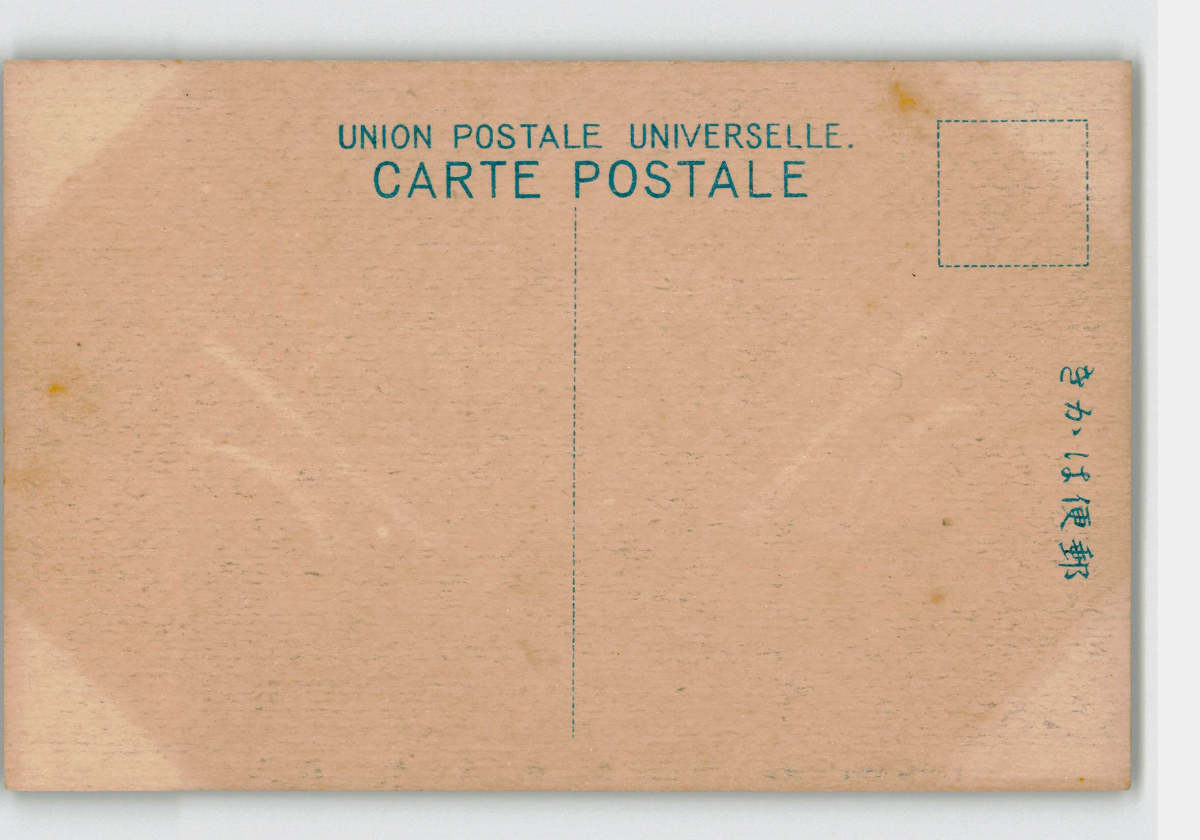 UNION POSTALE UNIVERSELLE.
CARTE POSTALE
郵便はがき